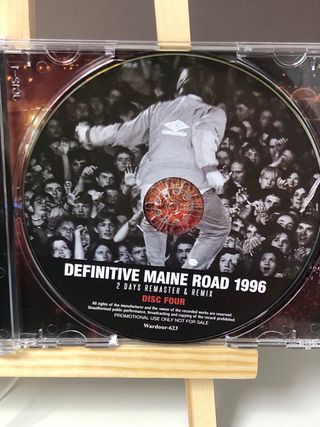 DEFINITIVE MAINE ROAD 1996
2 DAYS REMASTER & REMIX
DISC FOUR
All rights of the manufacturer and the owner of the recorded works are reserved.
Unauthorized public performance, broadcasting and copying of the record prohibited.
PROMOTIONAL USE ONLY NOT FOR SALE
Wardour-623